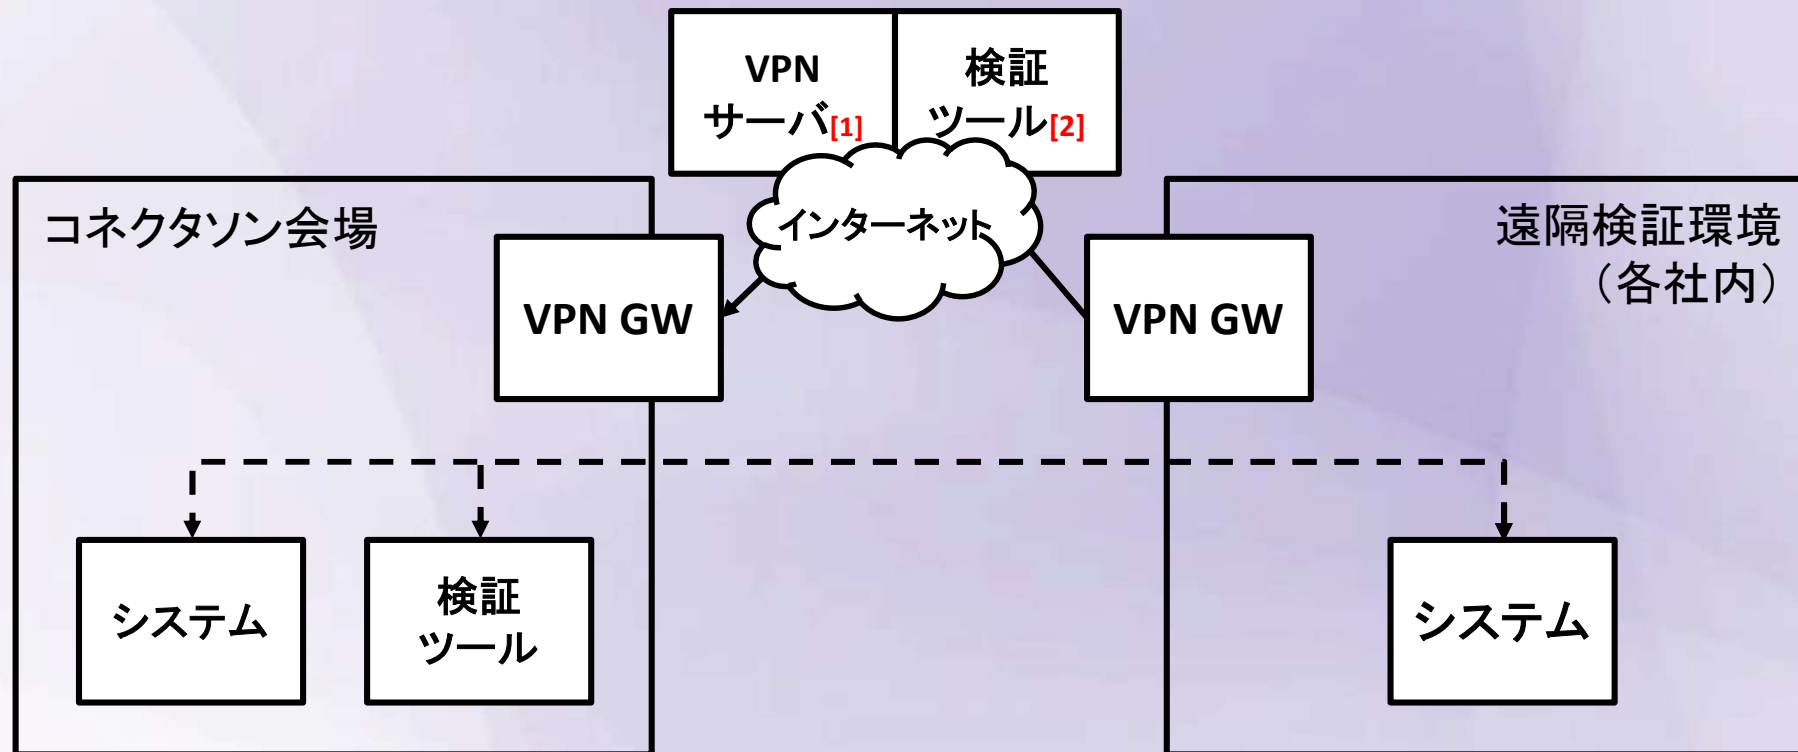 VPN
サーバ[1]
検証
ツール[2]
インターネット
コネクタソン会場
遠隔検証環境
（各社内）
VPN GW
VPN GW
システム
検証
ツール
システム